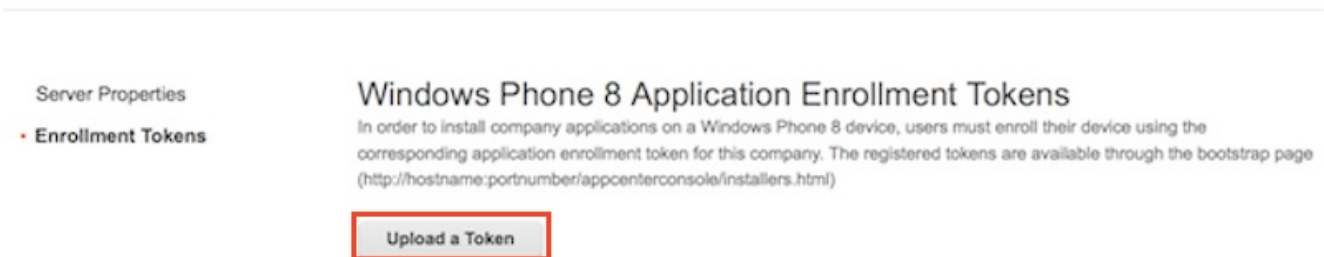 Server Properties
• Enrollment Tokens
Windows Phone 8 Application Enrollment Tokens
In order to install company applications on a Windows Phone 8 device, users must enroll their device using the
corresponding application enrollment token for this company. The registered tokens are available through the bootstrap page
(http://hostname:portnumber/appcenterconsole/installers.html)
Upload a Token